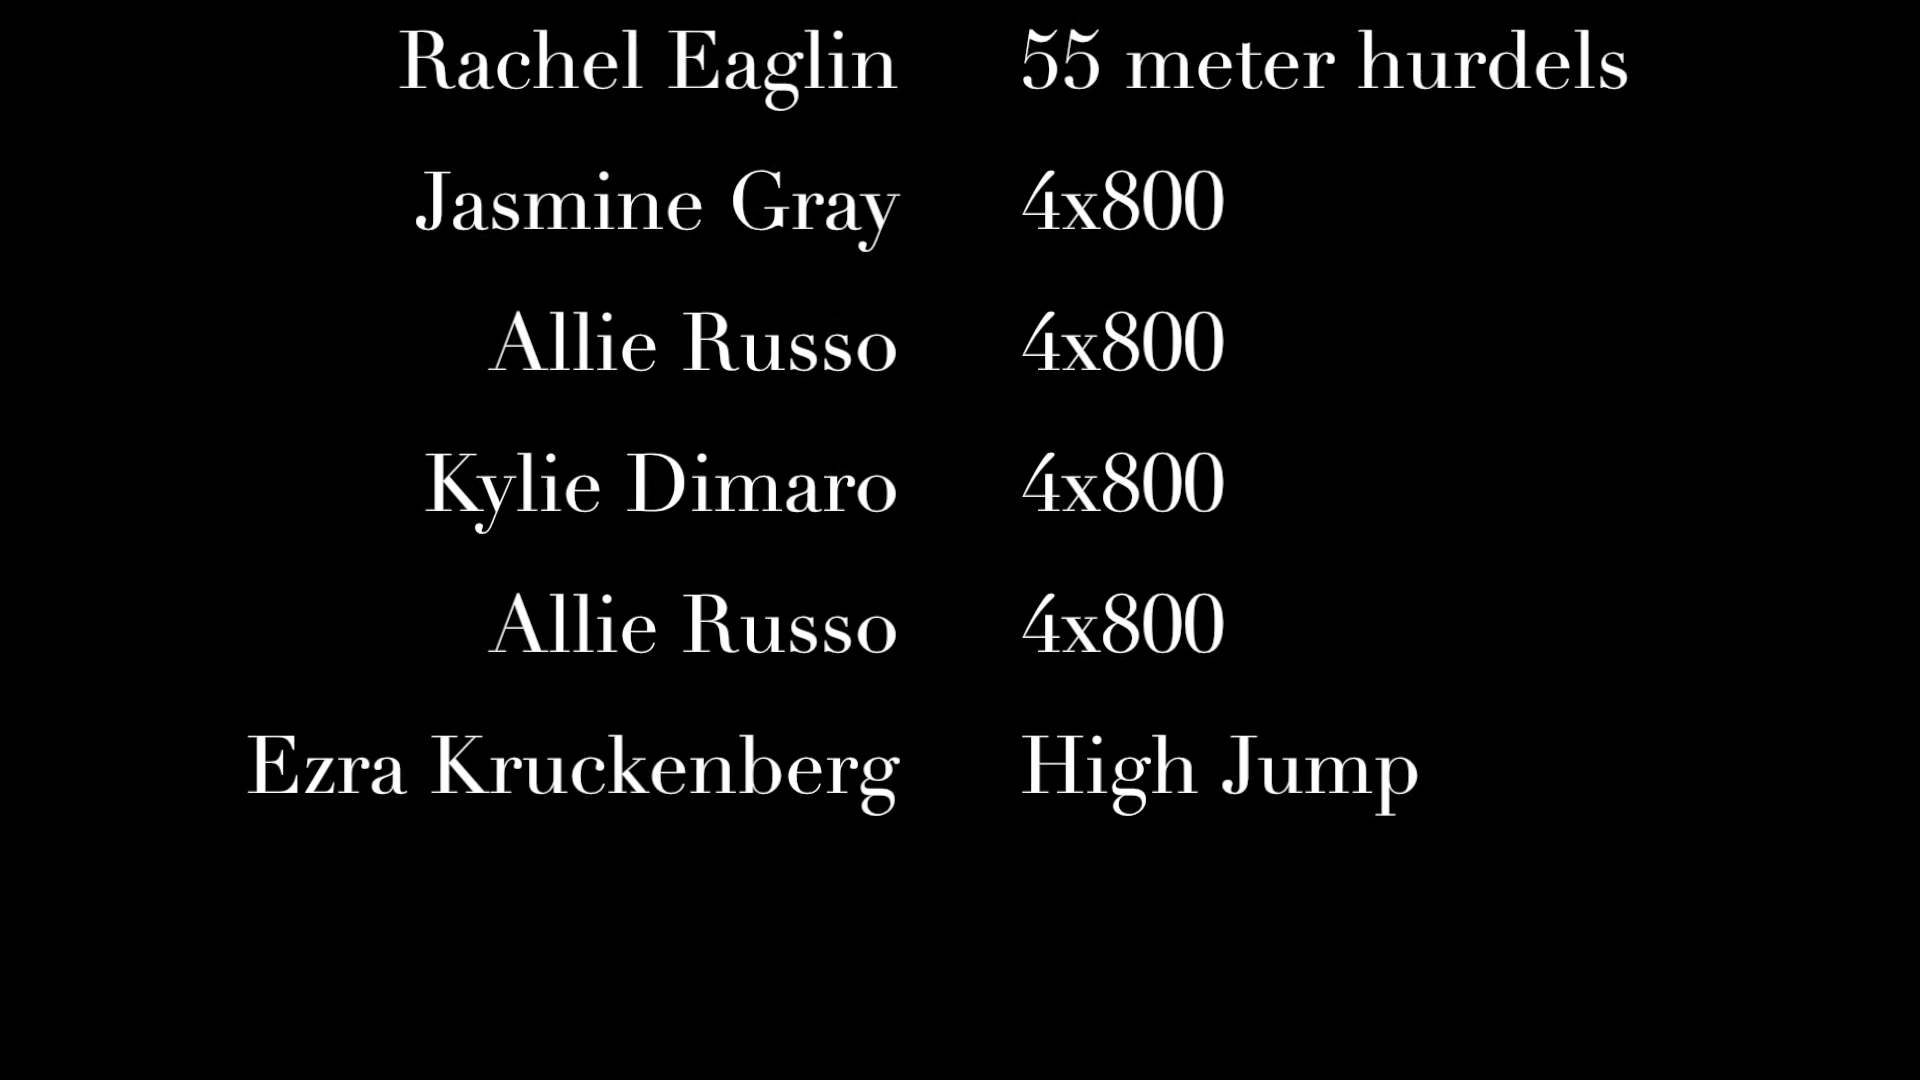 Rachel Eaglin 55 meter hurdels
Jasmine Gray 4x800
Allie Russo 4x800
Kylie Dimaro 4x800
Allie Russo 4x800
Ezra Kruckenberg High Jump